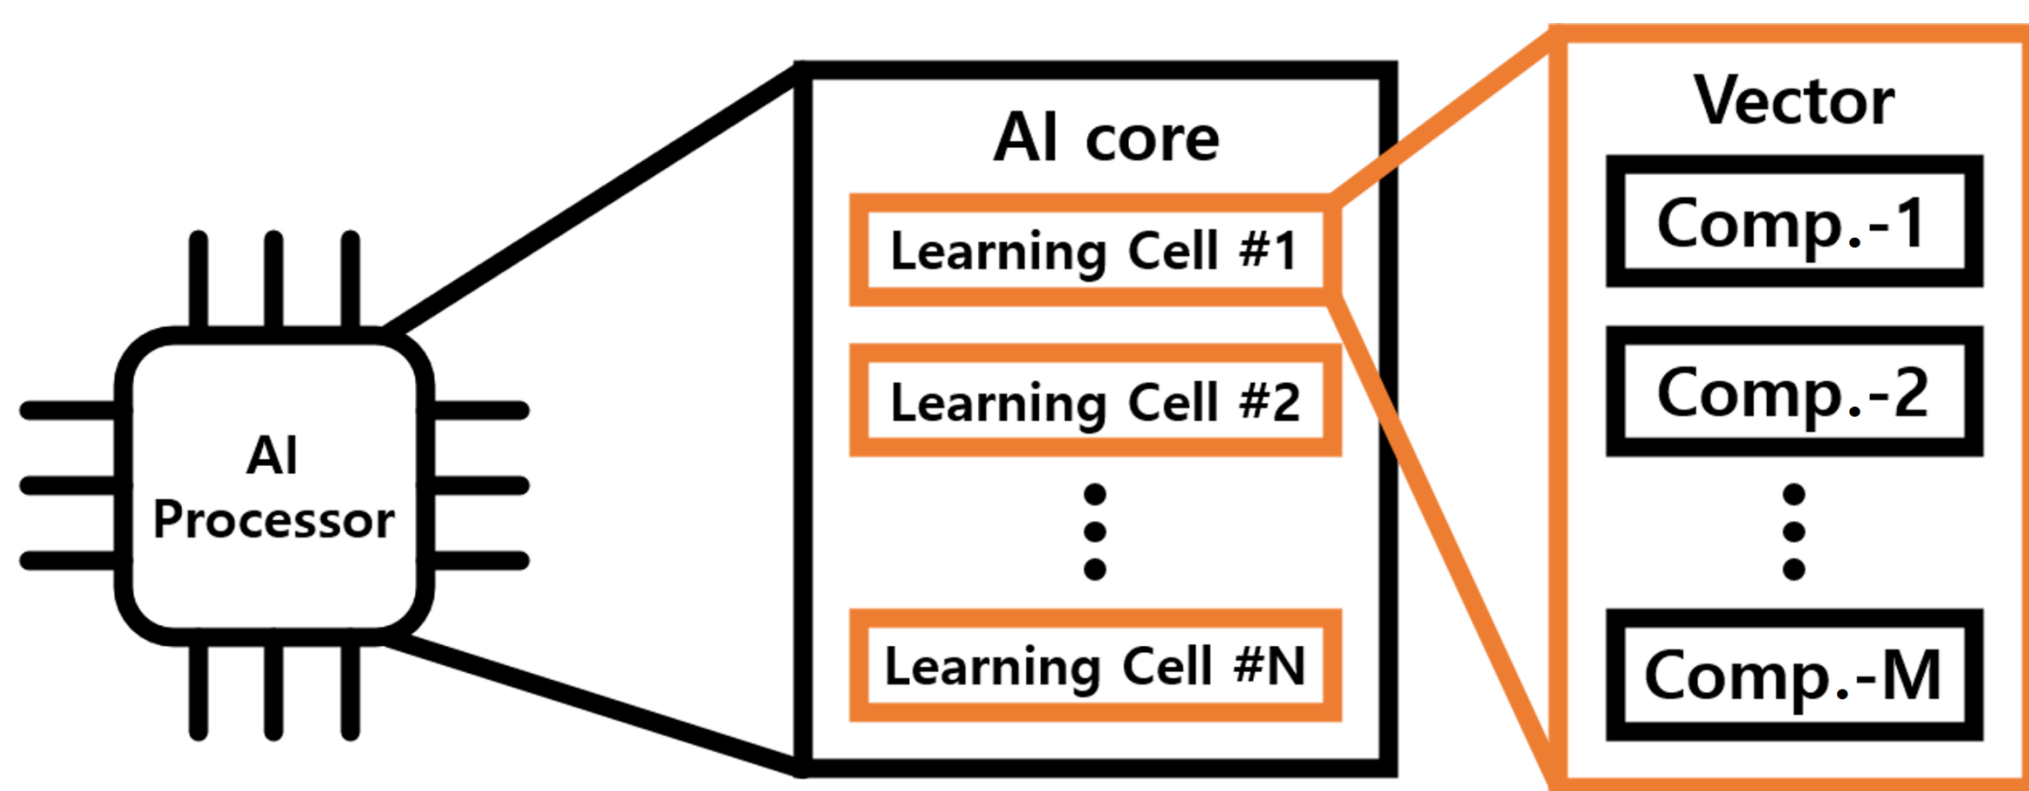 AI
Processor
AI core
Learning Cell #1
Learning Cell #2
Learning Cell #N
Vector
Comp.-1
Comp.-2
Comp.-M